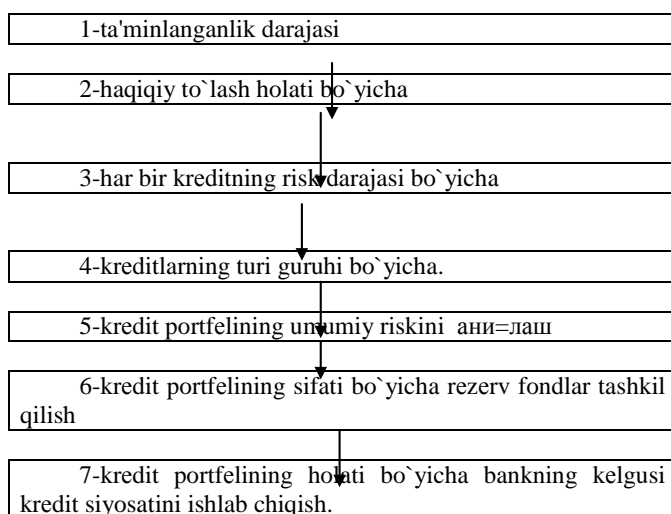 1-ta'minlanganlik darajasi
2-haqiqiy to`lash holati bo`yicha
3-har bir kreditning risk darajasi bo`yicha
4-kreditlarning turi guruhi bo`yicha.
5-kredit portfelining umumiy riskini ани=лаш
6-kredit portfelining sifati bo`yicha rezerv fondlar tashkil
qilish
7-kredit portfelining holati bo`yicha bankning kelgusi
kredit siyosatini ishlab chiqish.